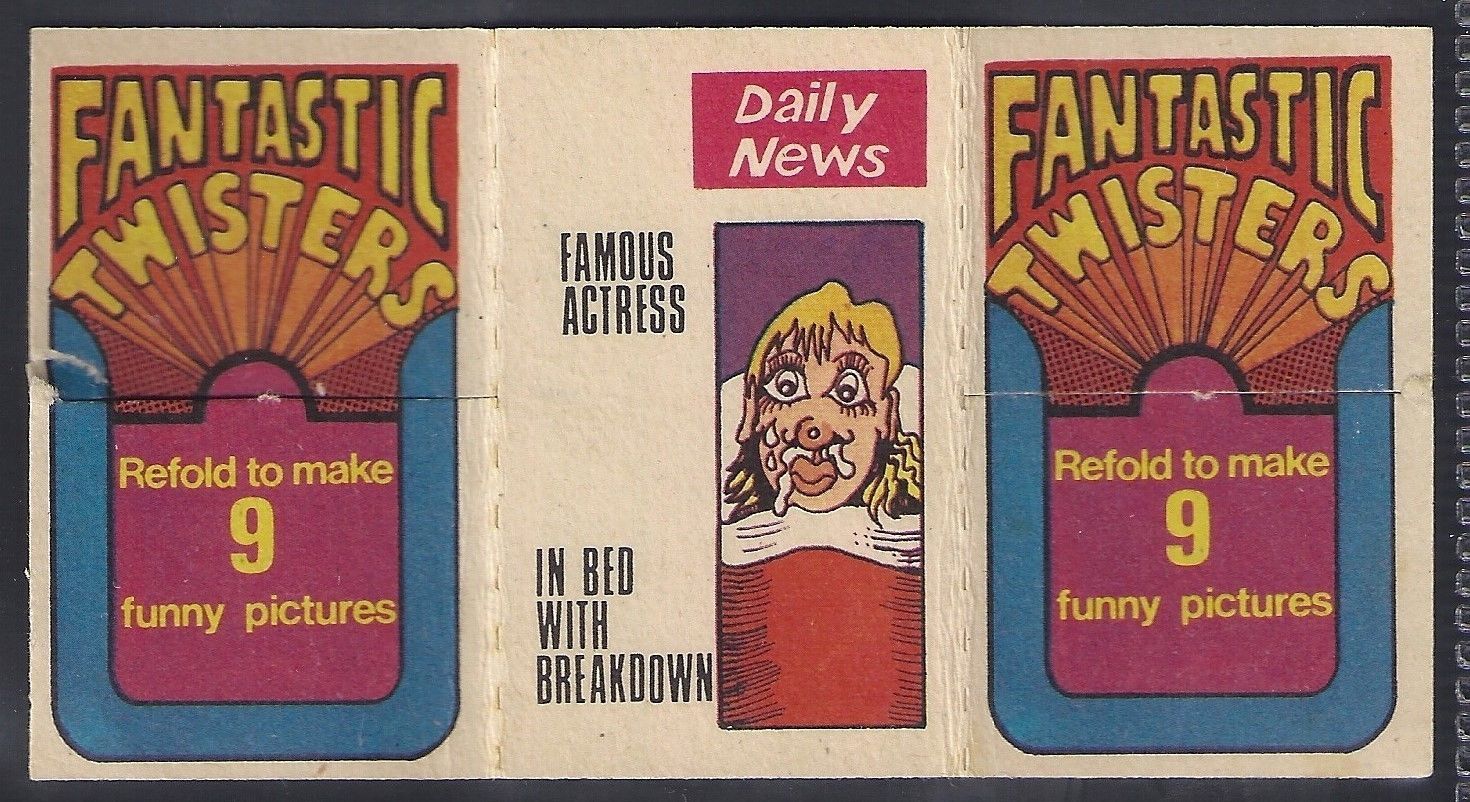 FANTASTIC
TWISTERS
Refold to make
9
funny pictures
Daily
News
FAMOUS
ACTRESS
IN BED
WITH
BREAKDOWN
FANTASTIC
TWISTERS
Refold to make
9
funny pictures